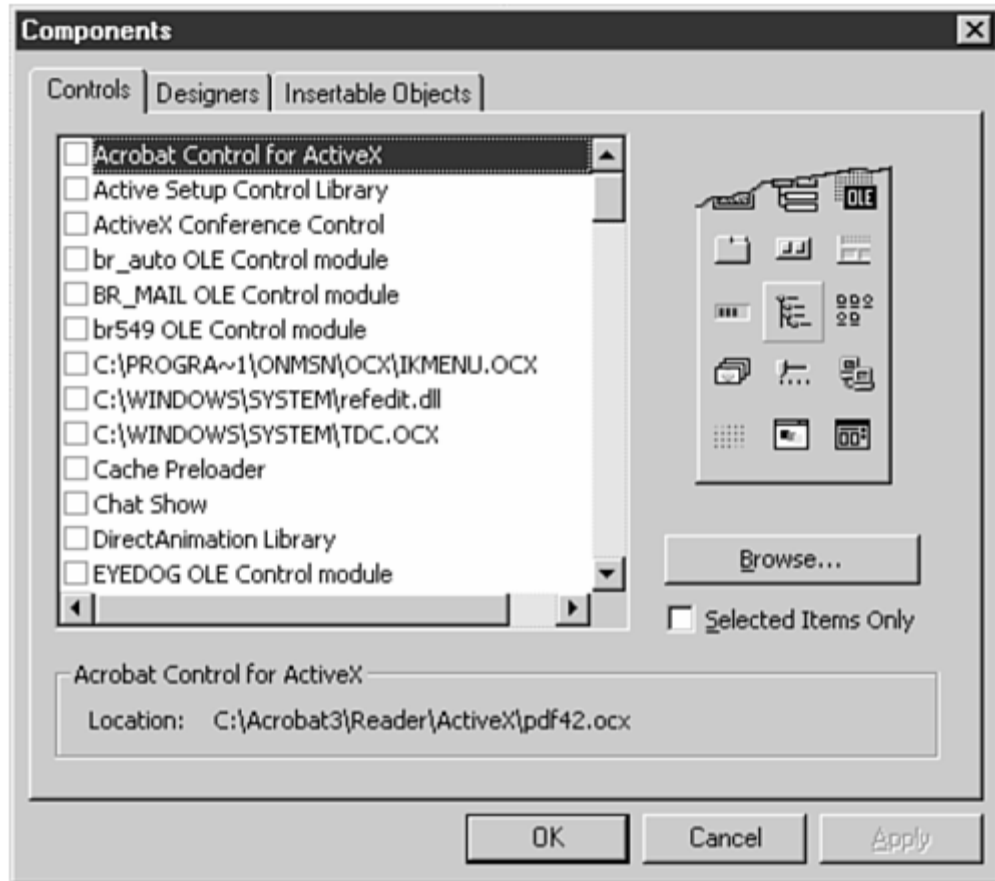 Components
Controls Designers Insertable Objects
Acrobat Control for ActiveX
Active Setup Control Library
ActiveX Conference Control
br_auto OLE Control module
BR_MAIL OLE Control module
br549 OLE Control module
C:\PROGRA~1\ONMSN\OCX\IKMENU.OCX
C:\WINDOWS\SYSTEM\refedit.dll
C:\WINDOWS\SYSTEM\TDC.OCX
Cache Preloader
Chat Show
DirectAnimation Library
EYEDOG OLE Control module
OLE
Browse...
Selected Items Only
Acrobat Control for ActiveX
Location: C:\Acrobat3\Reader\ActiveX\pdf42.ocx
OK Cancel Apply